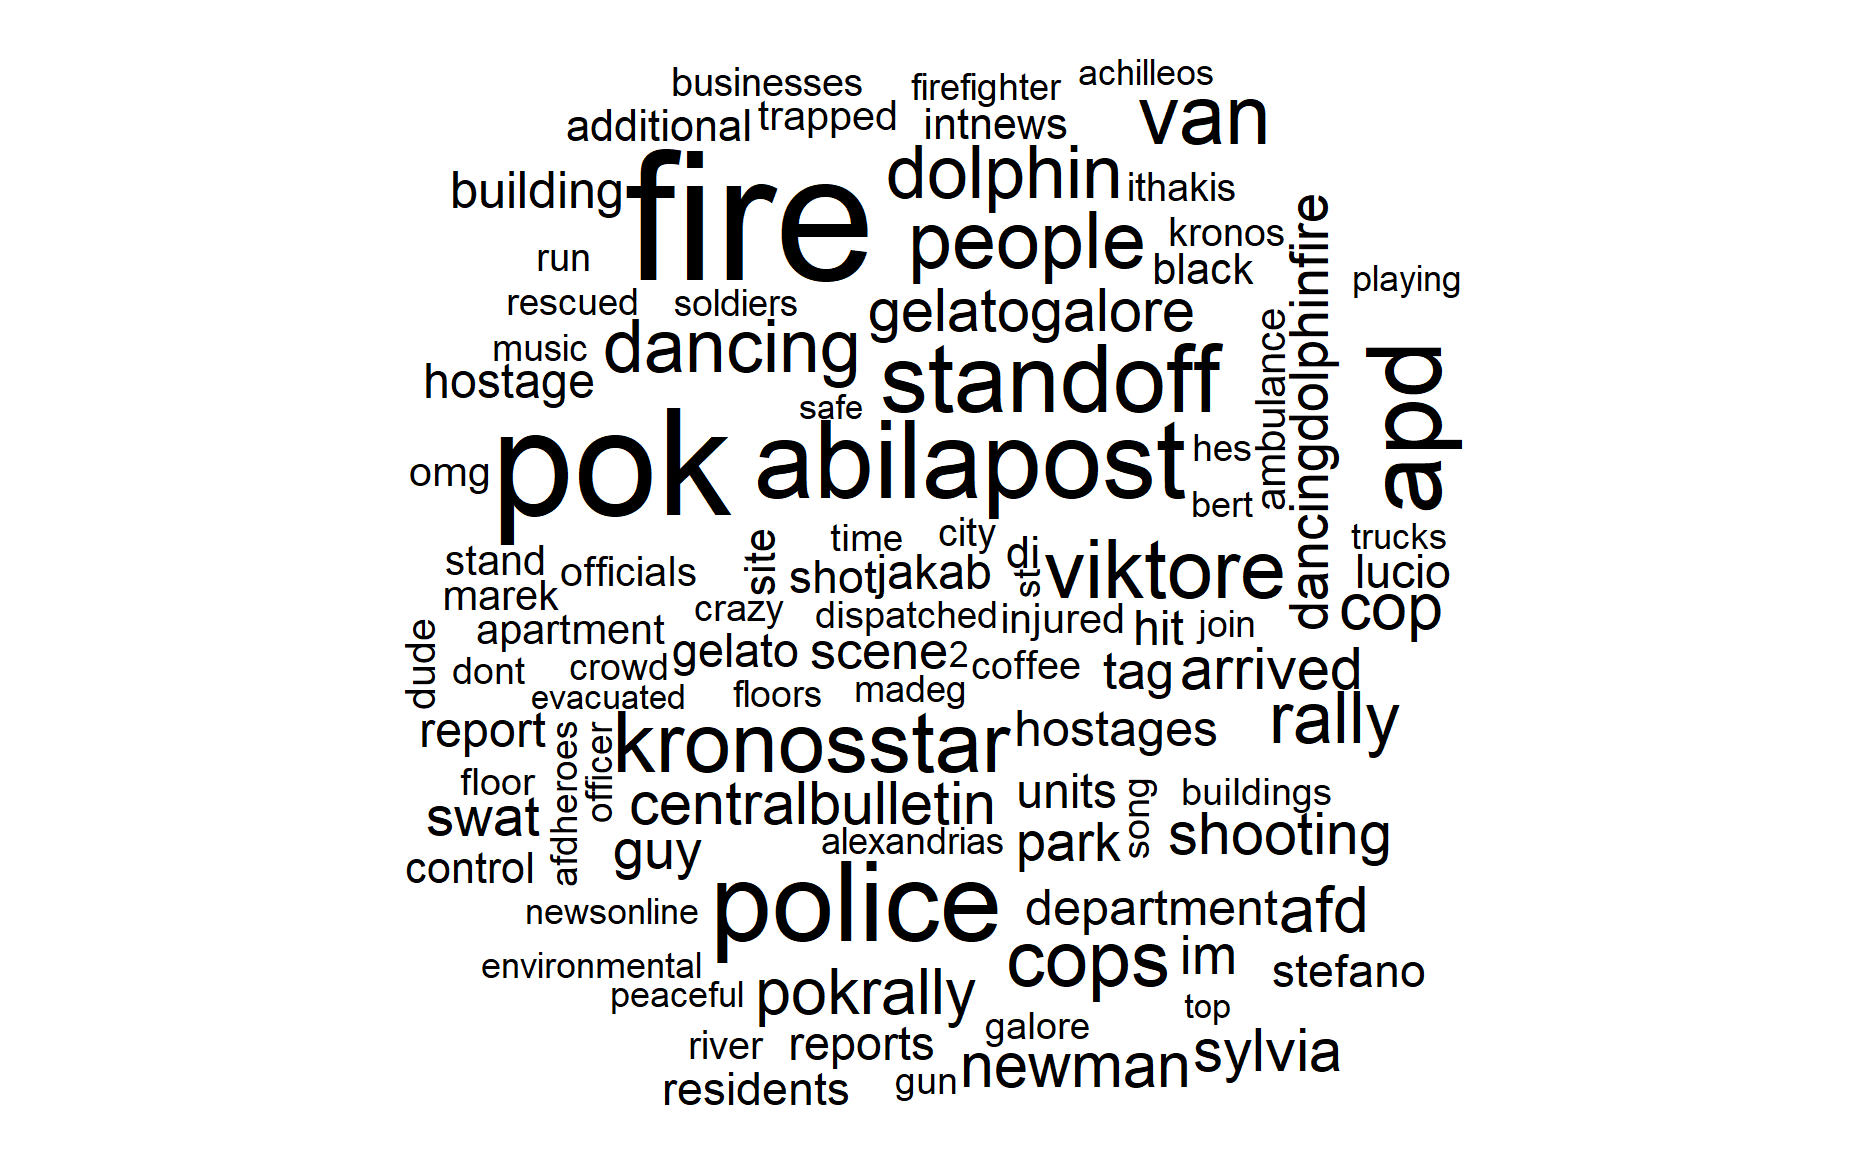 businesses firefighter achilleos
additional trapped intnews van
building fire dolphin ithakis
people kronos
run black
rescued soldiers gelatogalore playing
music dancing standoff ambulance dancingdolphinfire apd
hostage
safe
omg pok abilapost hes
bert
time city trucks
stand officials site shot jakab di st viktore lucio
marek crazy dispatched injured hit join cop
dude apartment
dont crowd gelato scene 2 coffee tag arrived
evacuated floors madeg
report afdheroes officer kronosstar hostages rally
floor
swat centralbulletin units song buildings
control guy alexandrias park shooting
newsonline police department afd
environmental cops im stefano
peaceful pokrally top
river reports galore
residents gun newman sylvia